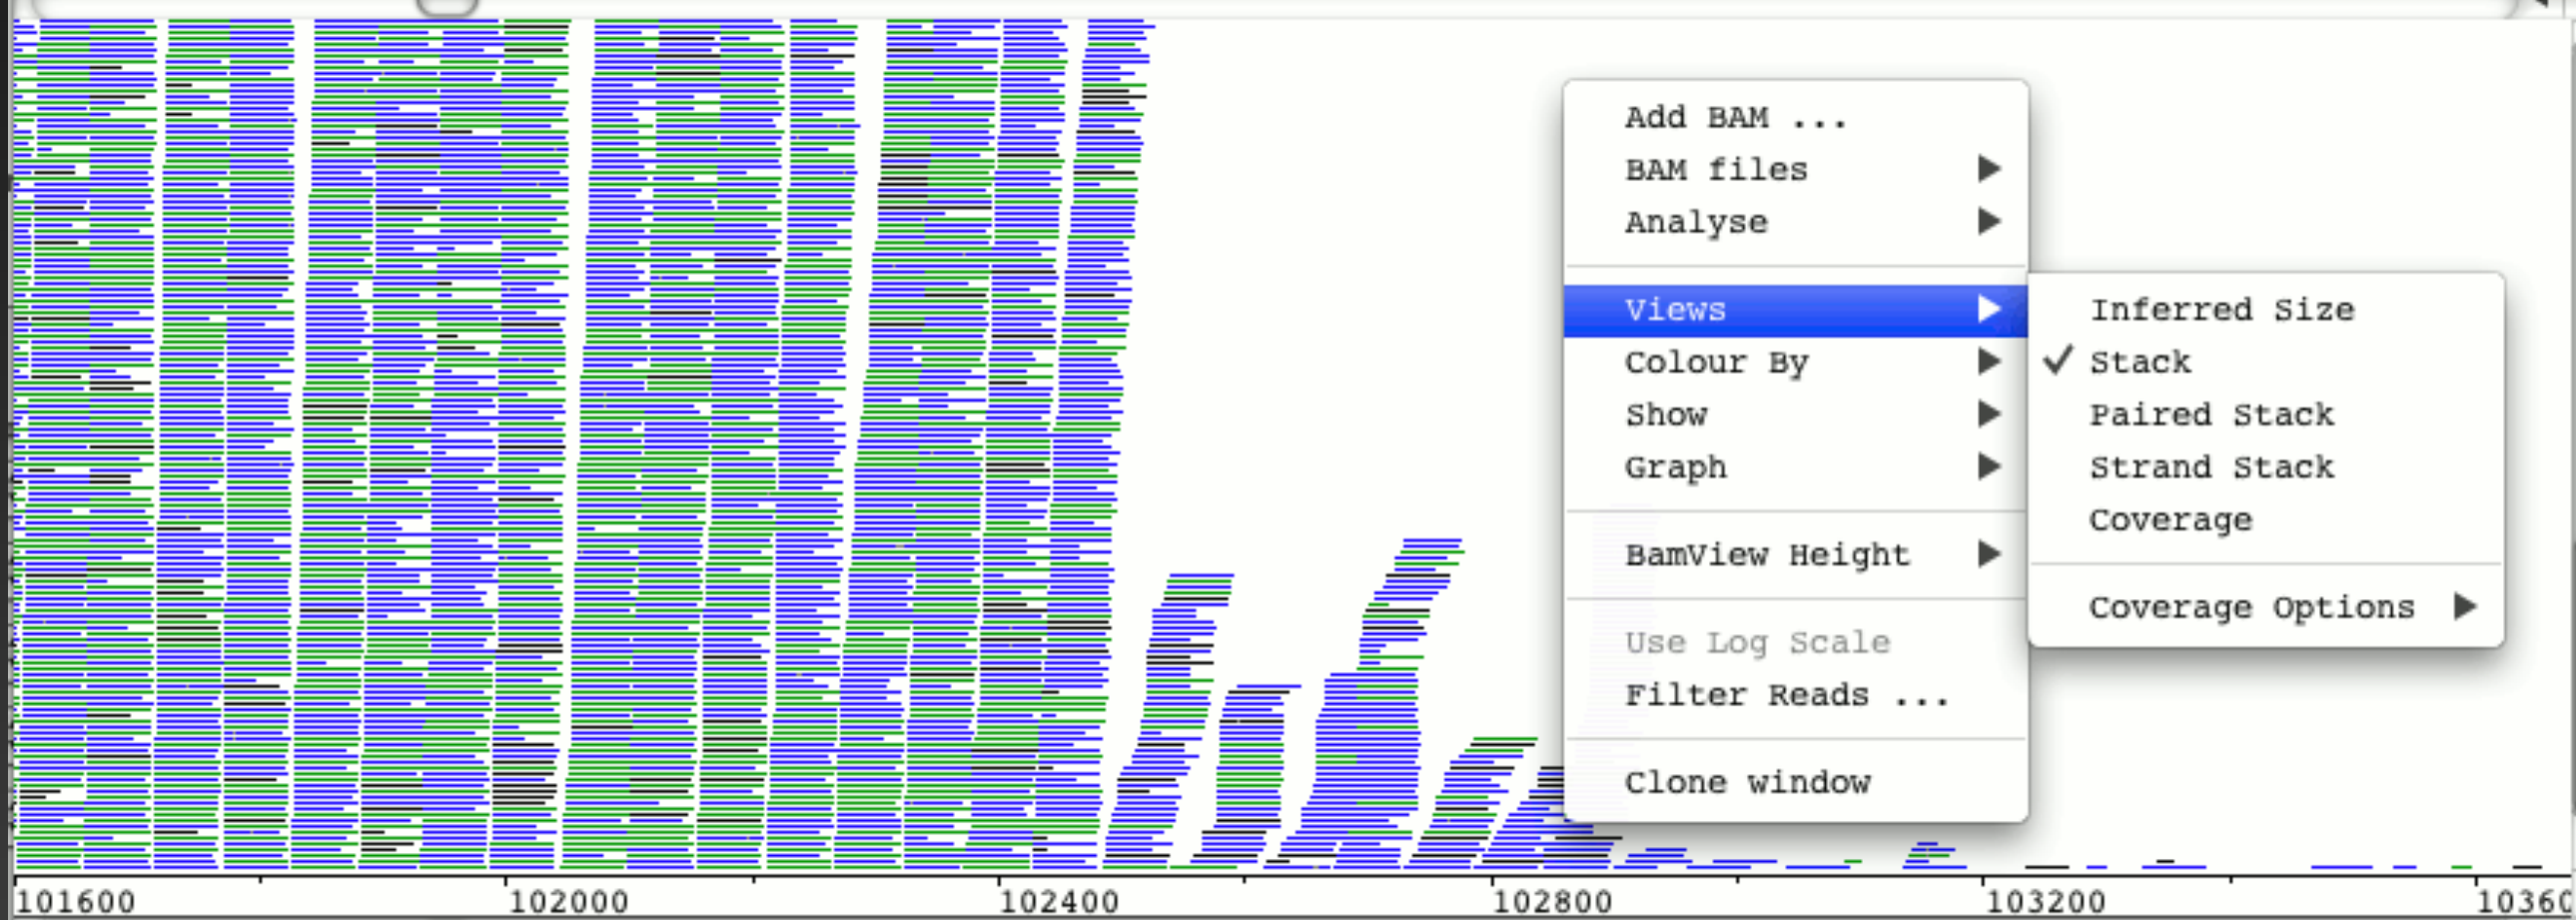 Add BAM ...
BAM files
Analyse
Views
Colour By
Show
Graph
BamView Height
Use Log Scale
Filter Reads ...
Clone window
Inferred Size
Stack
Paired Stack
Strand Stack
Coverage
Coverage Options
101600 102000 102400 102800 103200